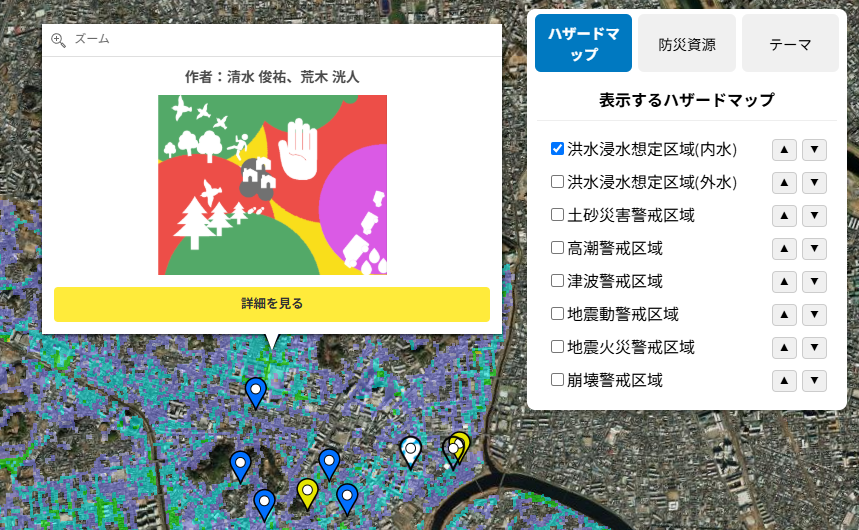 ズーム
作者：清水 俊祐、荒木 洸人
詳細を見る
ハザードマ
ップ
防災資源
テーマ
表示するハザードマップ
洪水浸水想定区域(内水)
▲
▼
洪水浸水想定区域(外水)
▲
▼
土砂災害警戒区域
▲
▼
高潮警戒区域
▲
▼
津波警戒区域
▲
▼
地震動警戒区域
▲
▼
地震火災警戒区域
▲
▼
崩壊警戒区域
▲
▼